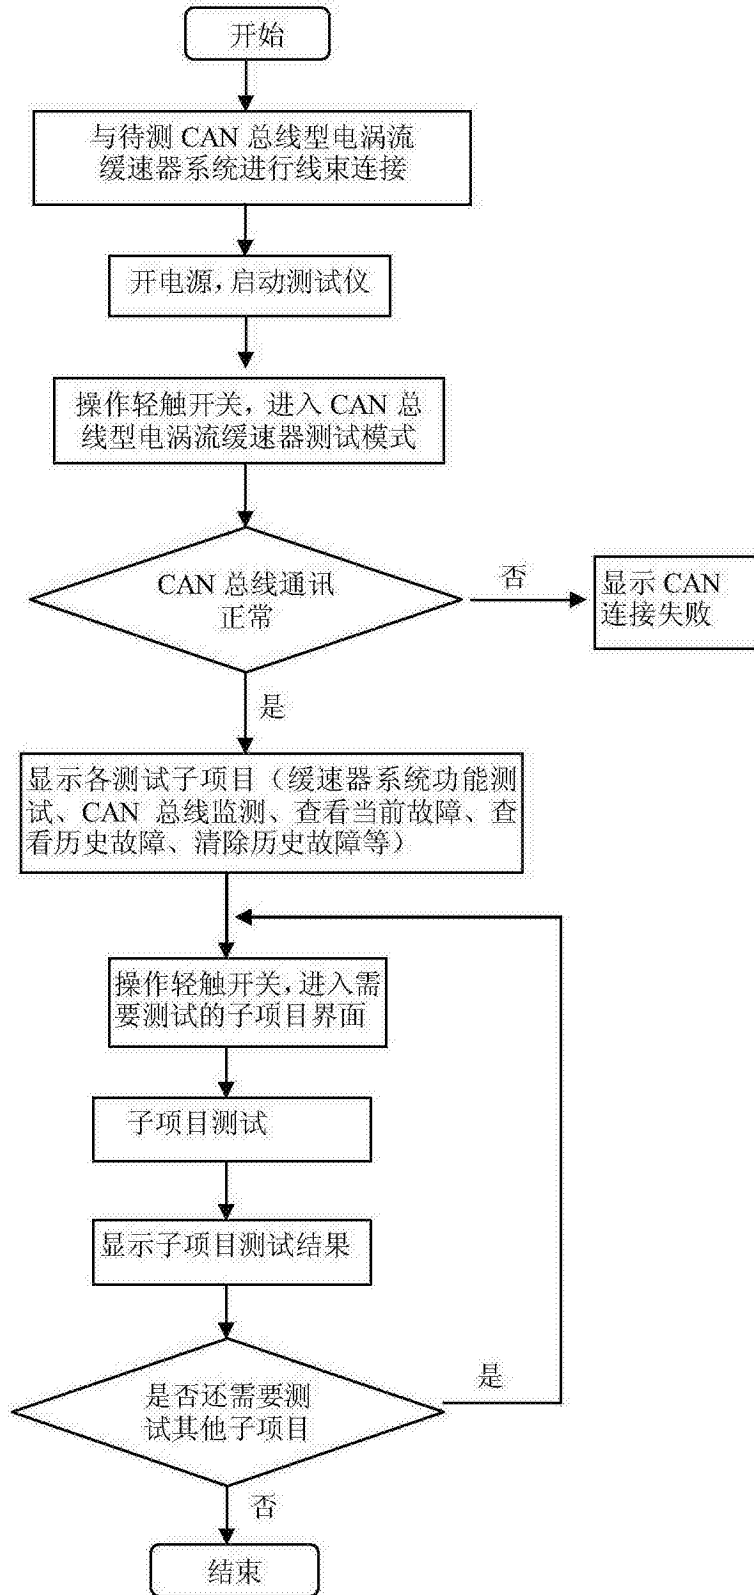 开始
与待测 CAN 总线型电涡流
缓速器系统进行线束连接
开电源,启动测试仪
操作轻触开关,进入 CAN 总
线型电涡流缓速器测试模式
CAN 总线通讯
正常
否
显示 CAN
连接失败
是
显示各测试子项目（缓速器系统功能测
试、CAN 总线监测、查看当前故障、查
看历史故障、清除历史故障等）
操作轻触开关,进入需
要测试的子项目界面
子项目测试
显示子项目测试结果
是否还需要测
试其他子项目
是
否
结束